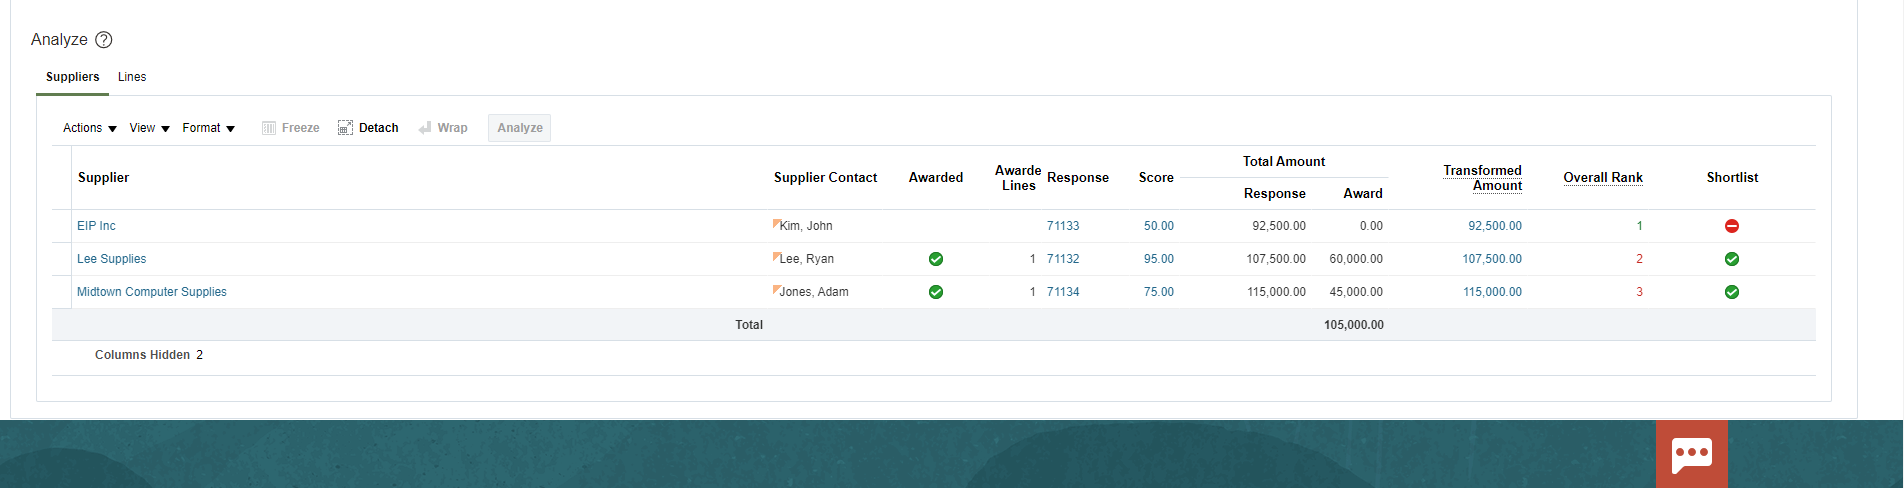 Analyze ?
Suppliers Lines
Actions View Format Freeze Detach Wrap Analyze
Supplier Supplier Contact Awarded Awarde Lines Response Score Total Amount Response Award Transformed Amount Overall Rank Shortlist
EIP Inc Kim, John 71133 50.00 92,500.00 0.00 92,500.00 1
Lee Supplies Lee, Ryan 1 71132 95.00 107,500.00 60,000.00 107,500.00 2
Midtown Computer Supplies Jones, Adam 1 71134 75.00 115,000.00 45,000.00 115,000.00 3
Total 105,000.00
Columns Hidden 2